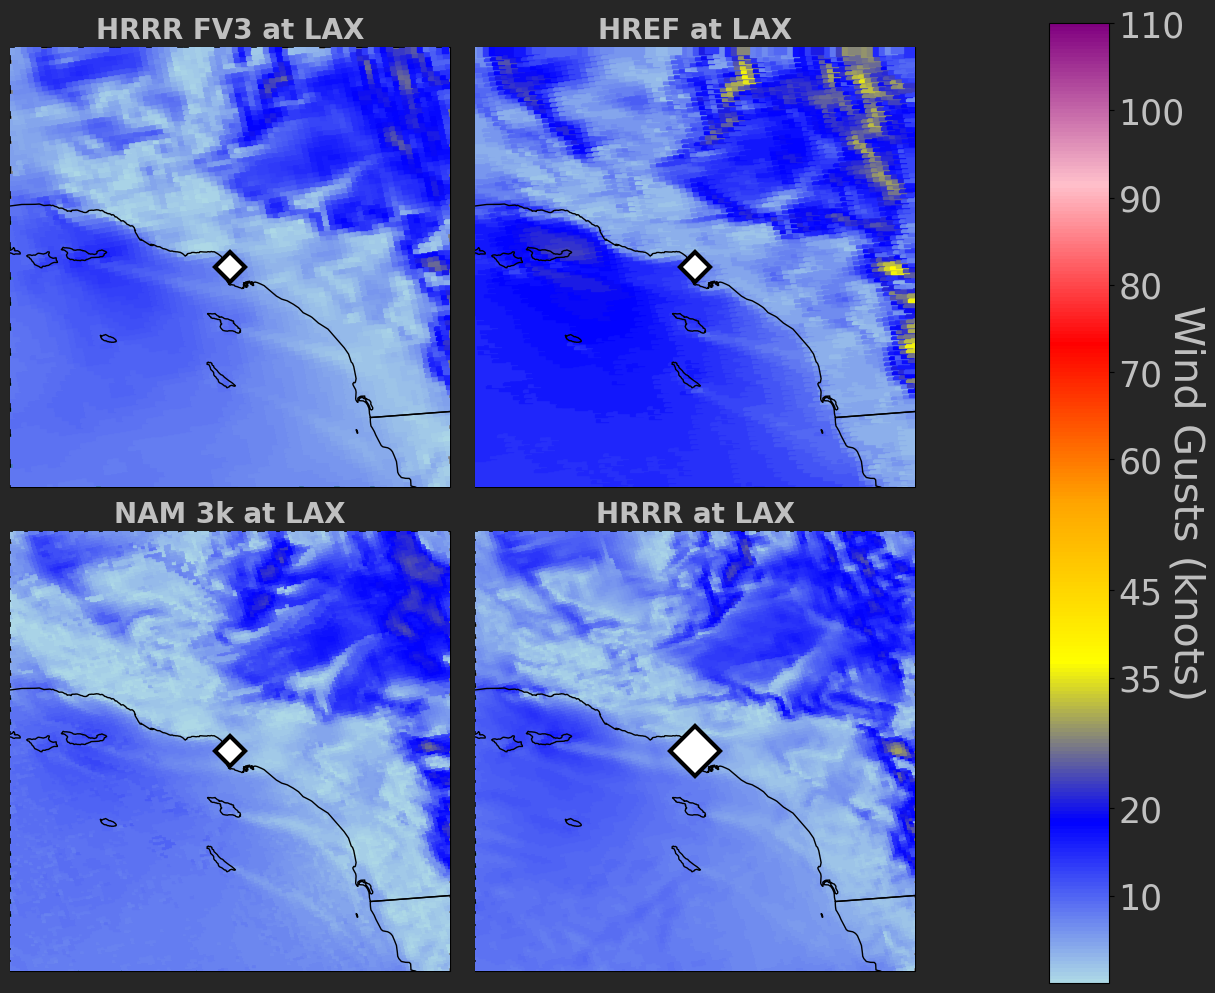 HRRR FV3 at LAX
HREF at LAX
NAM 3k at LAX
HRRR at LAX
110
100
90
80
70
60
45
35
20
10
Wind Gusts (knots)